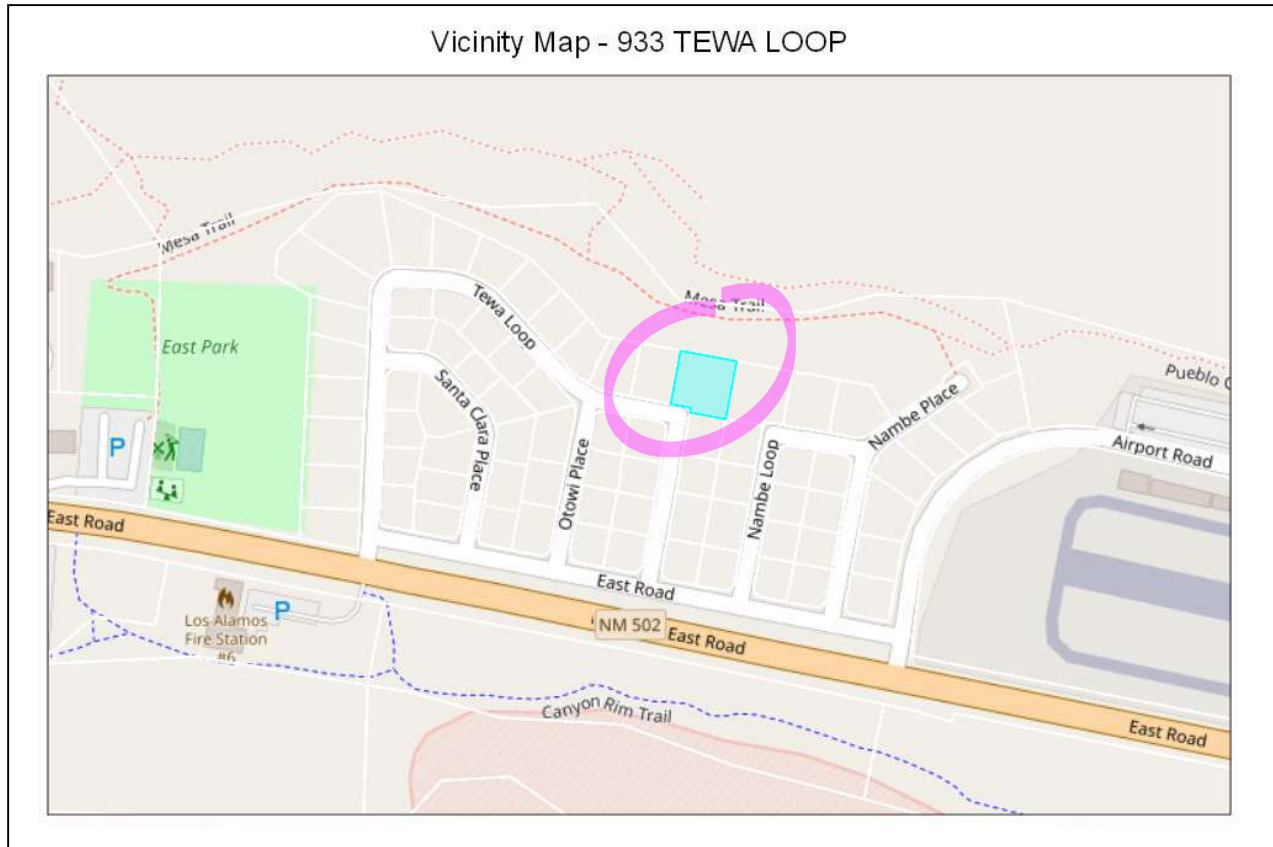 Vicinity Map - 933 TEWA LOOP
Mesa Trail
Mesa Trail
Tewa Loop
East Park
Santa Clara Place
Otowi Place
Nambe Loop
Nambe Place
Pueblo C
Airport Road
P
East Road
East Road
NM 502
East Road
East Road
Los Alamos
Fire Station
#6
P
Canyon Rim Trail